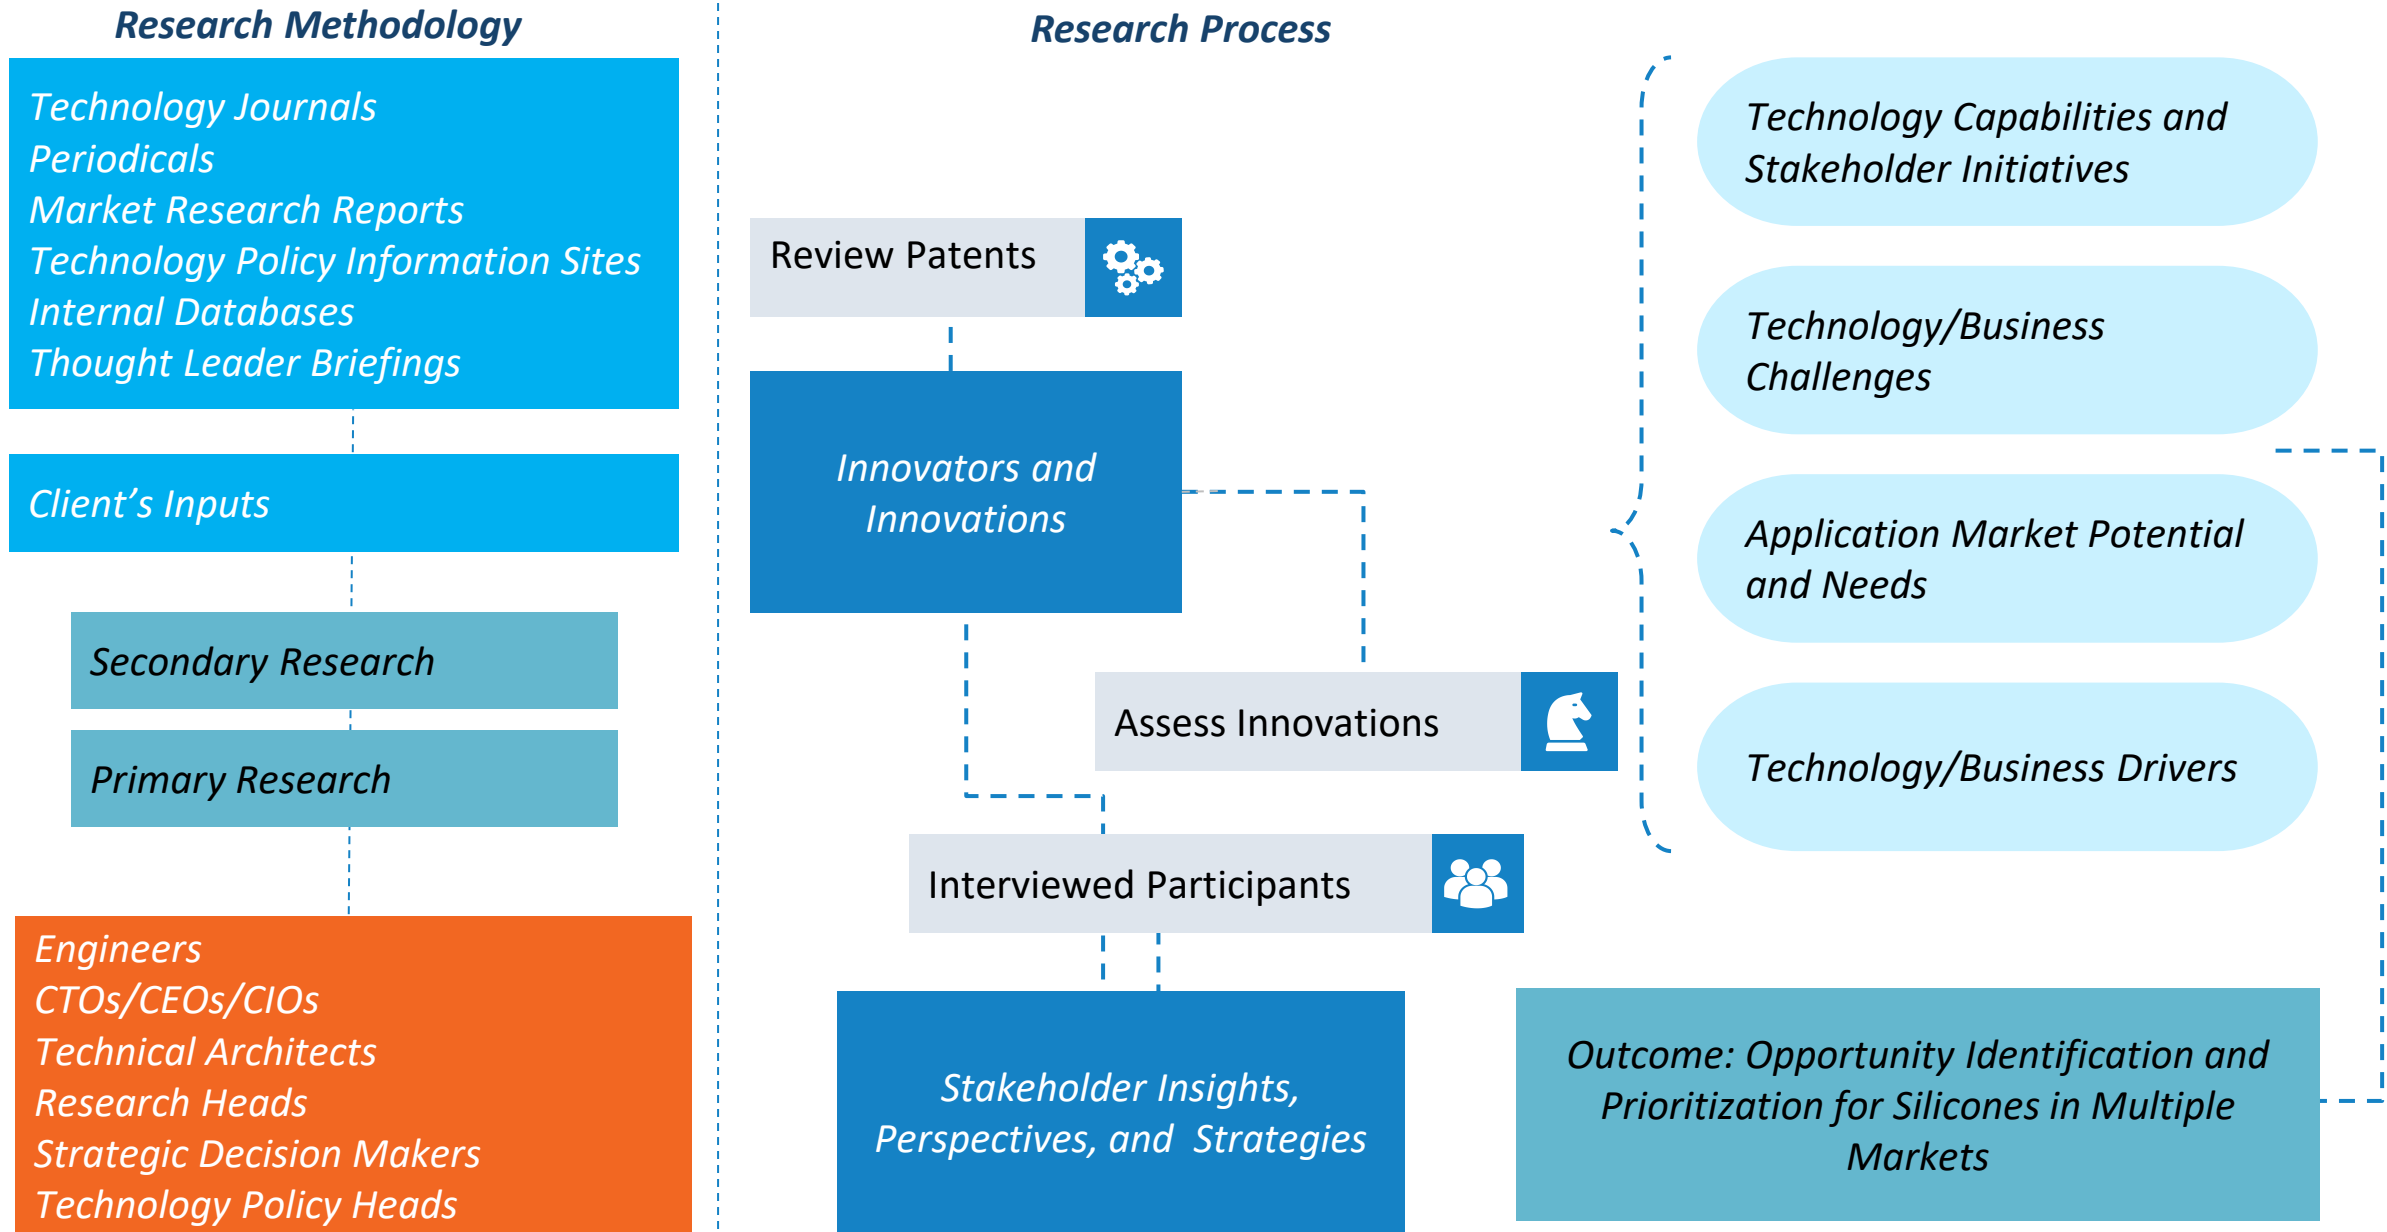 Research Methodology
Technology Journals
Periodicals
Market Research Reports
Technology Policy Information Sites
Internal Databases
Thought Leader Briefings
Client’s Inputs
Secondary Research
Primary Research
Engineers
CTOs/CEOs/CIOs
Technical Architects
Research Heads
Strategic Decision Makers
Technology Policy Heads
Research Process
Review Patents
Innovators and
Innovations
Assess Innovations
Interviewed Participants
Stakeholder Insights,
Perspectives, and  Strategies
Technology Capabilities and
Stakeholder Initiatives
Technology/Business
Challenges
Application Market Potential
and Needs
Technology/Business Drivers
Outcome: Opportunity Identification and
Prioritization for Silicones in Multiple
Markets